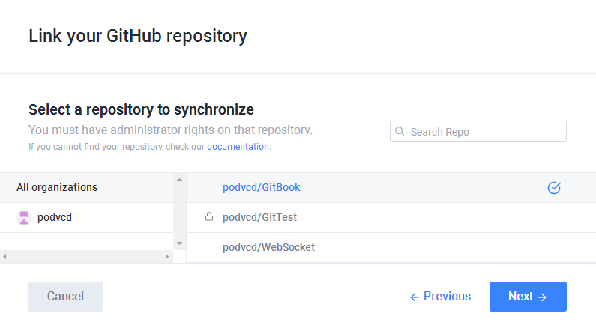 Link your GitHub repository
Select a repository to synchronize
You must have administrator rights on that repository.
If you cannot find your repository, check our documentation.
Search Repo
All organizations
podvcd
podvcd/GitBook
podvcd/GitTest
podvcd/WebSocket
Cancel
← Previous
Next →